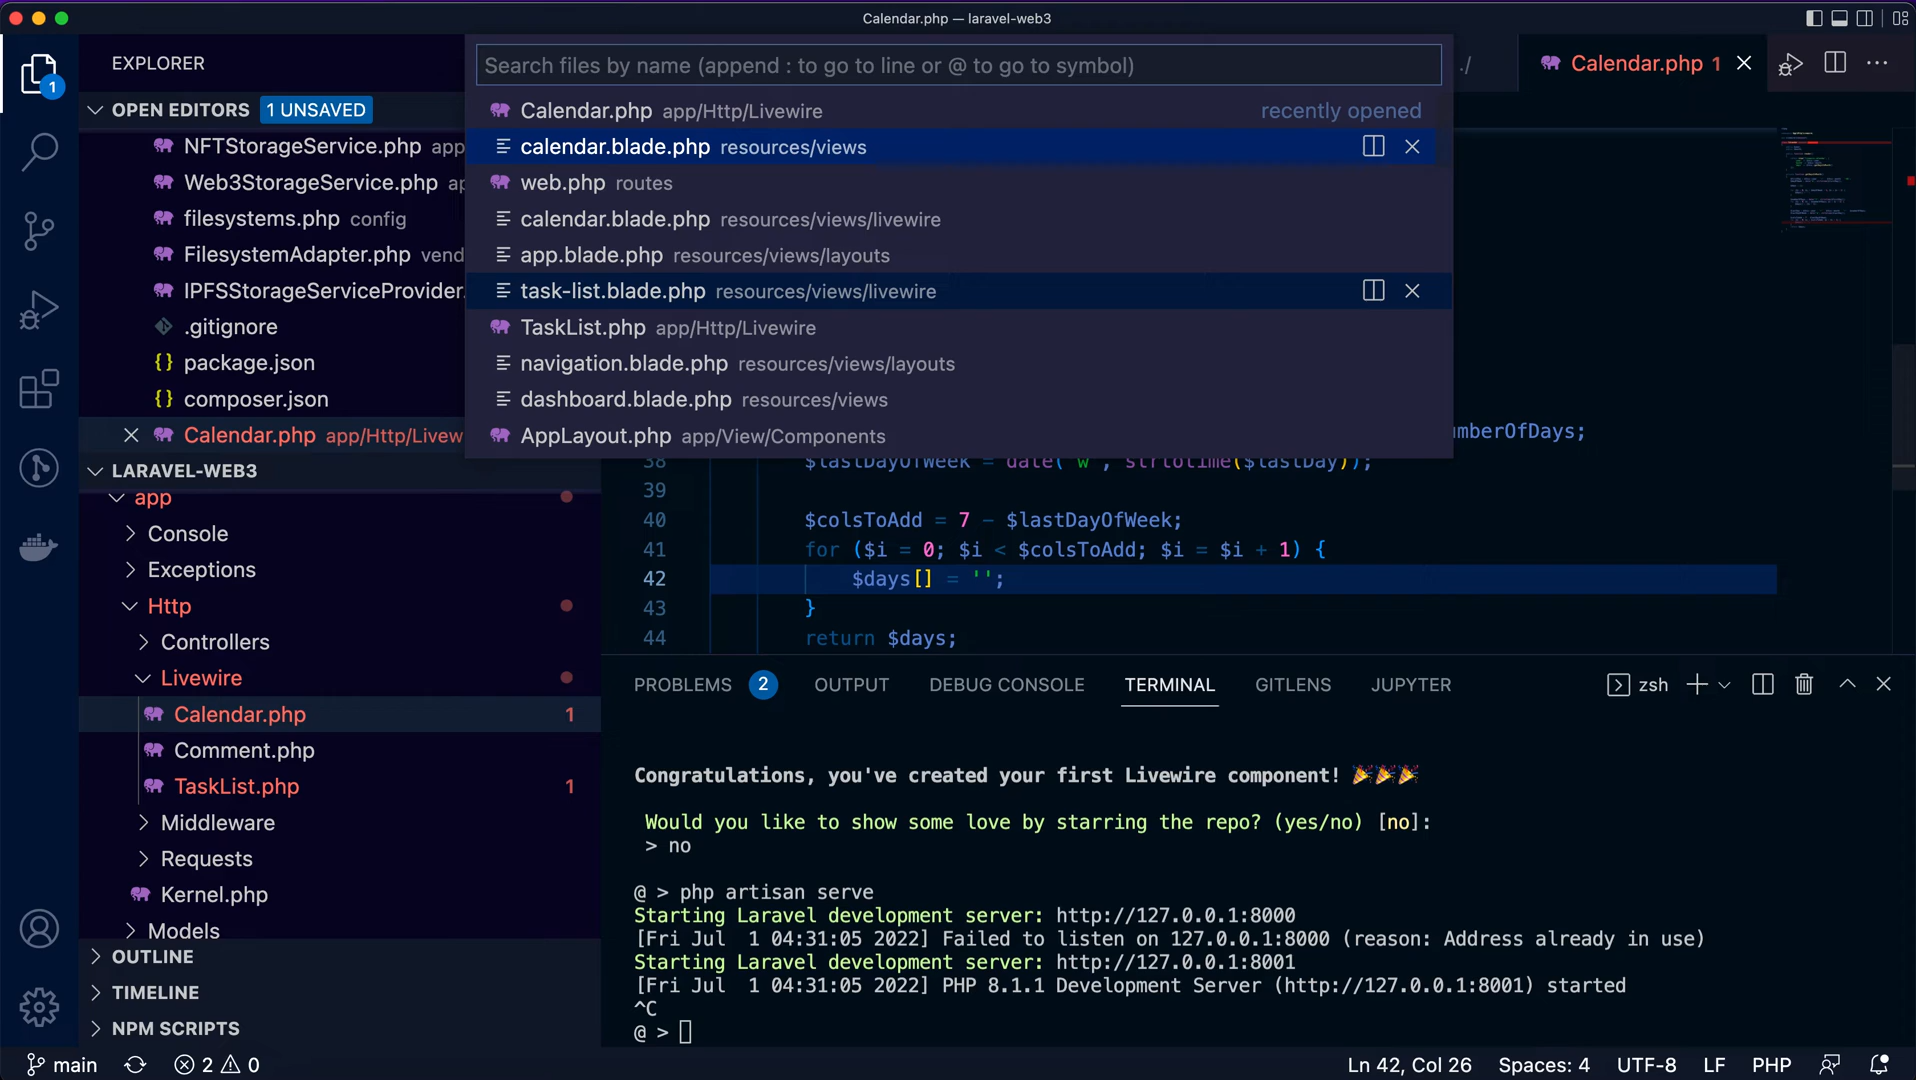 Calendar.php — laravel-web3
EXPLORER
OPEN EDITORS 1 UNSAVED
NFTStorageService.php app
Web3StorageService.php
filesystems.php config
FilesystemAdapter.php vend
IPFSStorageServiceProvider.
.gitignore
package.json
composer.json
Calendar.php app/Http/Livew
LARAVEL-WEB3
app
Console
Exceptions
Http
Controllers
Livewire
Calendar.php 1
Comment.php
TaskList.php 1
Middleware
Requests
Kernel.php
Models
OUTLINE
TIMELINE
NPM SCRIPTS
1
Search files by name (append : to go to line or @ to go to symbol)
Calendar.php app/Http/Livewire recently opened
calendar.blade.php resources/views
web.php routes
calendar.blade.php resources/views/livewire
app.blade.php resources/views/layouts
task-list.blade.php resources/views/livewire
TaskList.php app/Http/Livewire
navigation.blade.php resources/views/layouts
dashboard.blade.php resources/views
AppLayout.php app/View/Components
./
Calendar.php 1
mberOfDays;
38 $lastDayOfWeek = date('w', strtotime($lastDay));
39
40 $colsToAdd = 7 - $lastDayOfWeek;
41 for ($i = 0; $i < $colsToAdd; $i = $i + 1) {
42 $days[] = '';
43 }
44 return $days;
PROBLEMS 2 OUTPUT DEBUG CONSOLE TERMINAL GITLENS JUPYTER zsh
Congratulations, you've created your first Livewire component! 🎉🎉🎉
Would you like to show some love by starring the repo? (yes/no) [no]:
> no
@ > php artisan serve
Starting Laravel development server: http://127.0.0.1:8000
[Fri Jul  1 04:31:05 2022] Failed to listen on 127.0.0.1:8000 (reason: Address already in use)
Starting Laravel development server: http://127.0.0.1:8001
[Fri Jul  1 04:31:05 2022] PHP 8.1.1 Development Server (http://127.0.0.1:8001) started
^C
@ >
main 2 0 Ln 42, Col 26 Spaces: 4 UTF-8 LF PHP